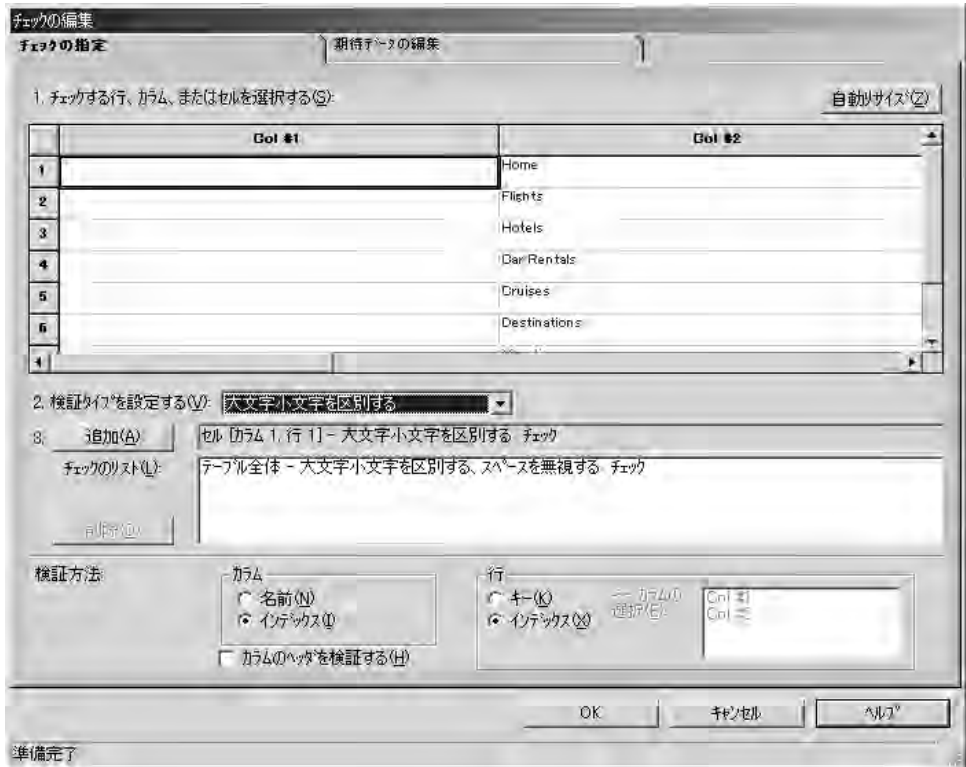 チェックの編集
チェックの指定
期待データの編集
1. チェックする行、カラム、またはセルを選択する(S):
自動リサイズ(Z)
Col #1 Col #2
1 Home
2 Flights
3 Hotels
4 Car Rentals
5 Cruises
6 Destinations
2. 検証タイプを設定する(V): 大文字小文字を区別する
3. 追加(A) セル [カラム 1, 行 1] - 大文字小文字を区別する チェック
チェックのリスト(L): テーブル全体 - 大文字小文字を区別する、スペースを無視する チェック
検証方法: カラム 行
名前(N) キー(K)
インデックス(I) インデックス(X)
カラムの
選択(E):
Col #1
カラムのヘッダを検証する(H)
OK キャンセル ヘルプ
準備完了